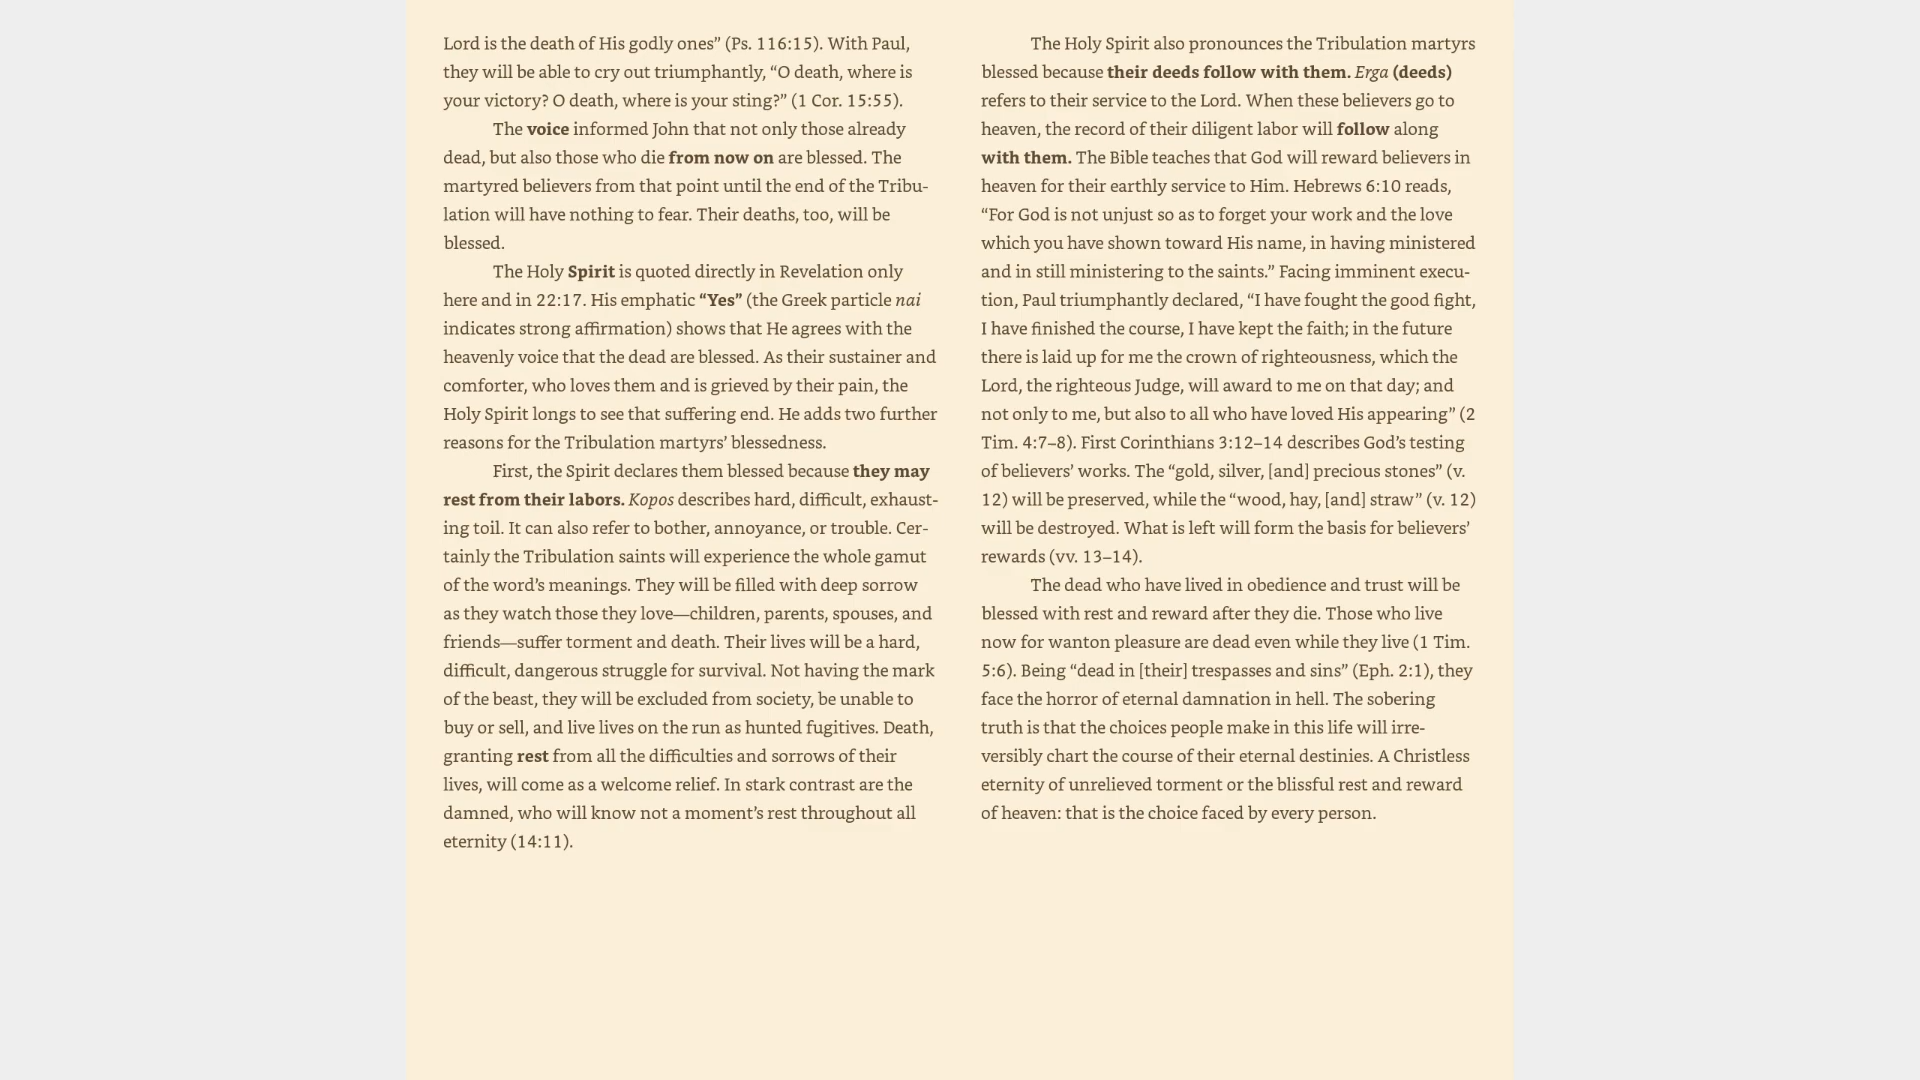 Lord is the death of His godly ones” (Ps. 116:15). With Paul,
they will be able to cry out triumphantly, “O death, where is
your victory? O death, where is your sting?” (1 Cor. 15:55).
The voice informed John that not only those already
dead, but also those who die from now on are blessed. The
martyred believers from that point until the end of the Tribu-
lation will have nothing to fear. Their deaths, too, will be
blessed.
The Holy Spirit is quoted directly in Revelation only
here and in 22:17. His emphatic “Yes” (the Greek particle nai
indicates strong affirmation) shows that He agrees with the
heavenly voice that the dead are blessed. As their sustainer and
comforter, who loves them and is grieved by their pain, the
Holy Spirit longs to see that suffering end. He adds two further
reasons for the Tribulation martyrs’ blessedness.
First, the Spirit declares them blessed because they may
rest from their labors. Kopos describes hard, difficult, exhaust-
ing toil. It can also refer to bother, annoyance, or trouble. Cer-
tainly the Tribulation saints will experience the whole gamut
of the word’s meanings. They will be filled with deep sorrow
as they watch those they love—children, parents, spouses, and
friends—suffer torment and death. Their lives will be a hard,
difficult, dangerous struggle for survival. Not having the mark
of the beast, they will be excluded from society, be unable to
buy or sell, and live lives on the run as hunted fugitives. Death,
granting rest from all the difficulties and sorrows of their
lives, will come as a welcome relief. In stark contrast are the
damned, who will know not a moment’s rest throughout all
eternity (14:11).
The Holy Spirit also pronounces the Tribulation martyrs
blessed because their deeds follow with them. Erga (deeds)
refers to their service to the Lord. When these believers go to
heaven, the record of their diligent labor will follow along
with them. The Bible teaches that God will reward believers in
heaven for their earthly service to Him. Hebrews 6:10 reads,
“For God is not unjust so as to forget your work and the love
which you have shown toward His name, in having ministered
and in still ministering to the saints.” Facing imminent execu-
tion, Paul triumphantly declared, “I have fought the good fight,
I have finished the course, I have kept the faith; in the future
there is laid up for me the crown of righteousness, which the
Lord, the righteous Judge, will award to me on that day; and
not only to me, but also to all who have loved His appearing” (2
Tim. 4:7–8). First Corinthians 3:12–14 describes God’s testing
of believers’ works. The “gold, silver, [and] precious stones” (v.
12) will be preserved, while the “wood, hay, [and] straw” (v. 12)
will be destroyed. What is left will form the basis for believers’
rewards (vv. 13–14).
The dead who have lived in obedience and trust will be
blessed with rest and reward after they die. Those who live
now for wanton pleasure are dead even while they live (1 Tim.
5:6). Being “dead in [their] trespasses and sins” (Eph. 2:1), they
face the horror of eternal damnation in hell. The sobering
truth is that the choices people make in this life will irre-
versibly chart the course of their eternal destinies. A Christless
eternity of unrelieved torment or the blissful rest and reward
of heaven: that is the choice faced by every person.